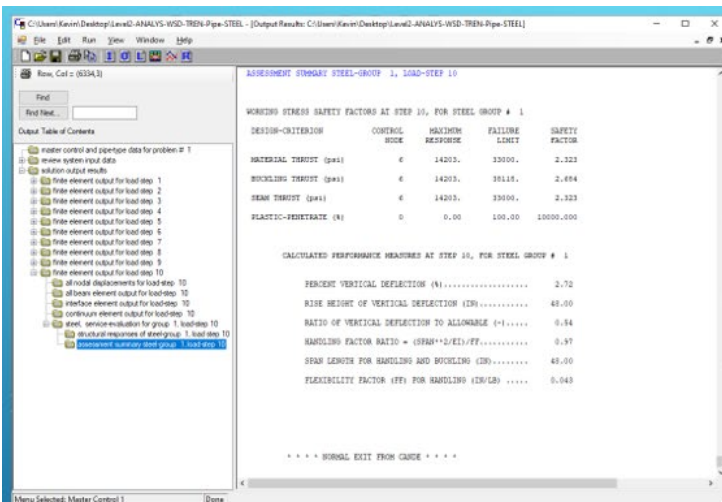 C:\Users\Kevin\Desktop\Level2-ANALYS-WSD-TREN-Pipe-STEEL - [Output Results: C:\Users\Kevin\Desktop\Level2-ANALYS-WSD-TREN-Pipe-STEEL]
File Edit Run View Window Help
Row, Col = (6334,3)
Find
Find Next...
Output Table of Contents
master control and pipe-type data for problem # 1
review system input data
solution output results
finite element output for load step 1
finite element output for load step 2
finite element output for load step 3
finite element output for load step 4
finite element output for load step 5
finite element output for load step 6
finite element output for load step 7
finite element output for load step 8
finite element output for load step 9
finite element output for load step 10
all nodal displacements for load-step 10
all beam element output for load-step 10
interface element output for load-step 10
continuum element output for load-step 10
steel, service-evaluation for group 1, load-step 10
structural responses of steel-group 1, load step 10
assessment summary steel-group 1, load-step 10
ASSESSMENT SUMMARY STEEL-GROUP 1, LOAD-STEP 10
WORKING STRESS SAFETY FACTORS AT STEP 10, FOR STEEL GROUP # 1
DESIGN-CRITERION CONTROL MAXIMUM FAILURE SAFETY
NODE RESPONSE LIMIT FACTOR
MATERIAL THRUST (psi) 6 14203. 33000. 2.323
BUCKLING THRUST (psi) 6 14203. 38118. 2.684
SEAM THRUST (psi) 6 14203. 33000. 2.323
PLASTIC-PENETRATE (%) 0 0.00 100.00 10000.000
CALCULATED PERFORMANCE MEASURES AT STEP 10, FOR STEEL GROUP # 1
PERCENT VERTICAL DEFLECTION (%).................... 2.72
RISE HEIGHT OF VERTICAL DEFLECTION (IN)........... 48.00
RATIO OF VERTICAL DEFLECTION TO ALLOWABLE (-)..... 0.54
HANDLING FACTOR RATIO = (SPAN**2/EI)/FF........... 0.97
SPAN LENGTH FOR HANDLING AND BUCKLING (IN)........ 48.00
FLEXIBILITY FACTOR (FF) FOR HANDLING (IN/LB) ..... 0.043
* * * * NORMAL EXIT FROM CANDE * * * *
Menu Selected: Master Control 1 Done